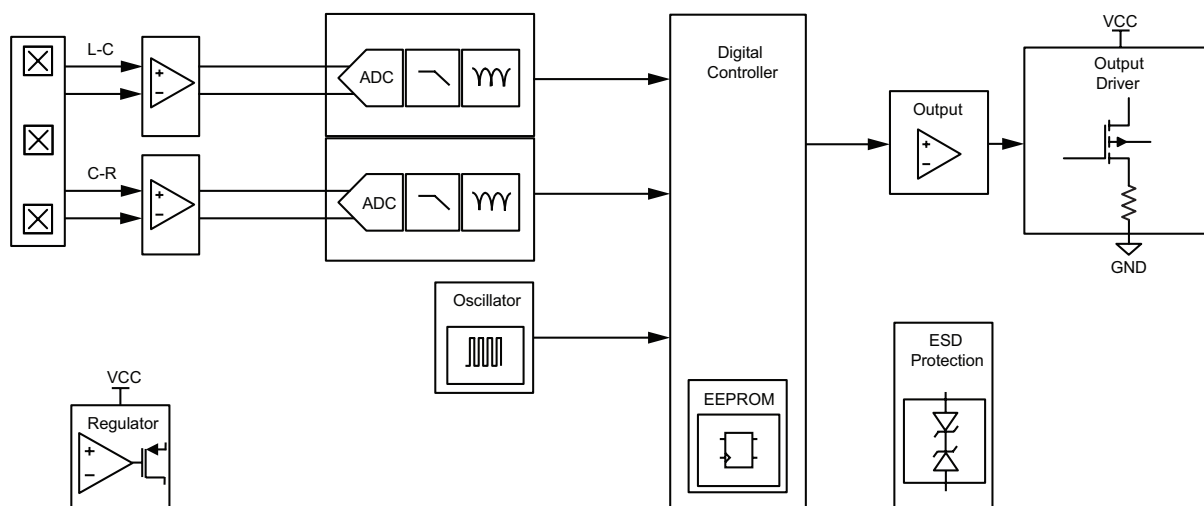 L-C
ADC
+
−
Digital
Controller
VCC
Output
Driver
Output
+
−
C-R
ADC
+
−
GND
Oscillator
ESD
Protection
VCC
Regulator
+
−
EEPROM